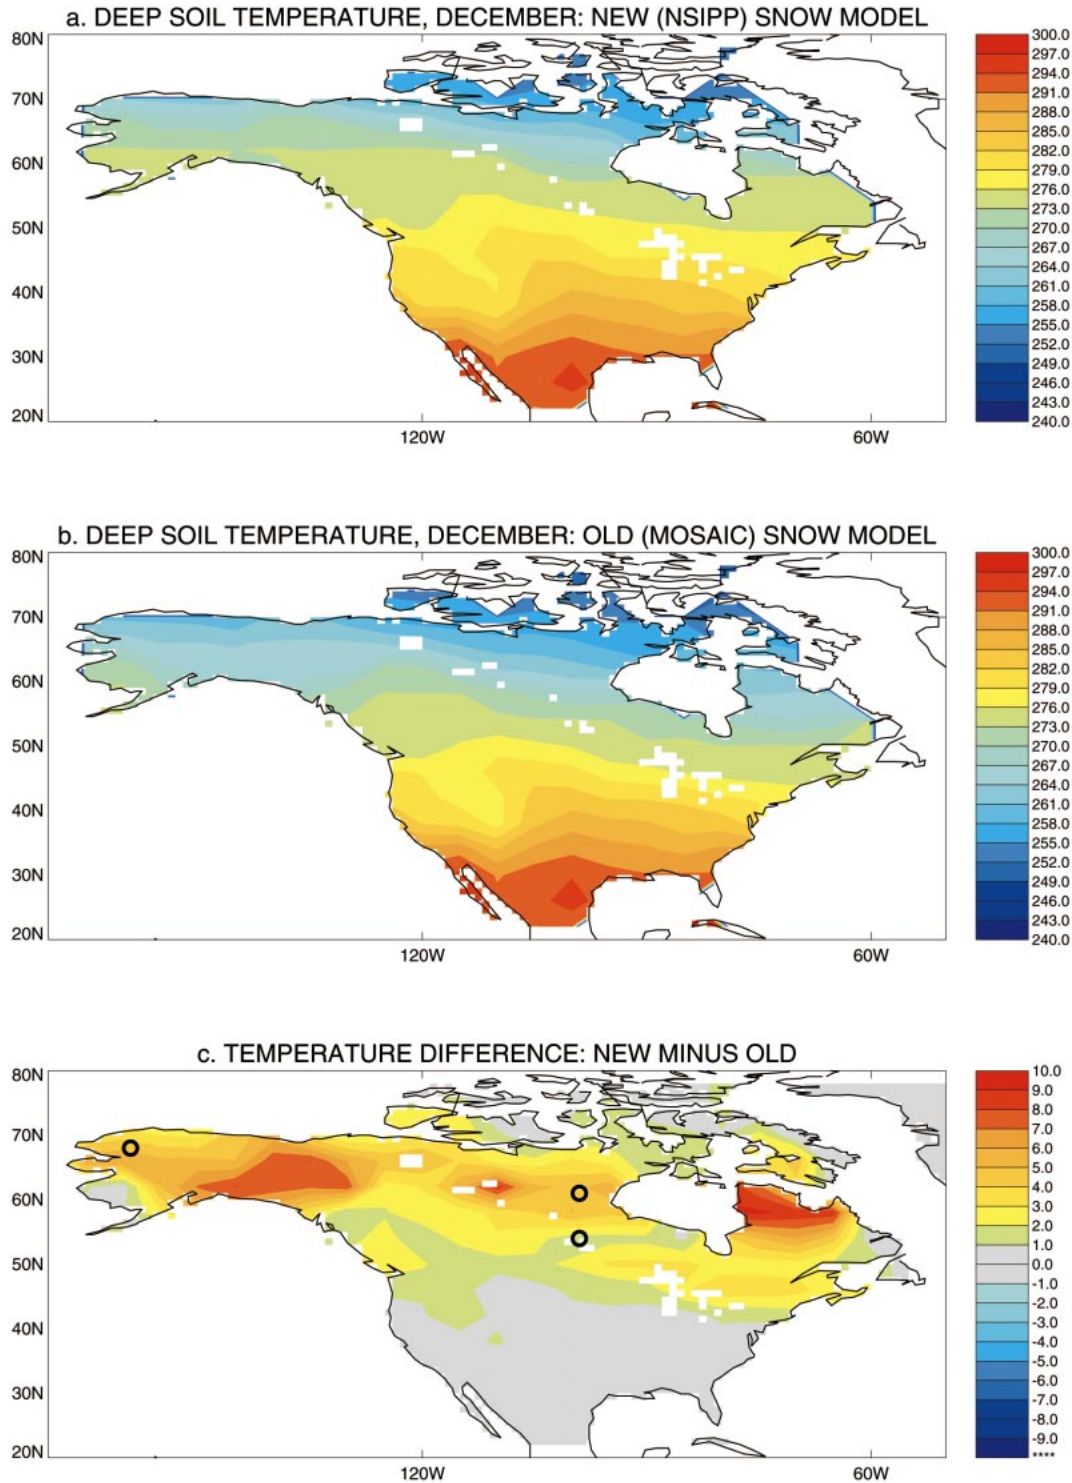 a. DEEP SOIL TEMPERATURE, DECEMBER: NEW (NSIPP) SNOW MODEL
80N
70N
60N
50N
40N
30N
20N
120W
60W
300.0
297.0
294.0
291.0
288.0
285.0
282.0
279.0
276.0
273.0
270.0
267.0
264.0
261.0
258.0
255.0
252.0
249.0
246.0
243.0
240.0
b. DEEP SOIL TEMPERATURE, DECEMBER: OLD (MOSAIC) SNOW MODEL
80N
70N
60N
50N
40N
30N
20N
120W
60W
300.0
297.0
294.0
291.0
288.0
285.0
282.0
279.0
276.0
273.0
270.0
267.0
264.0
261.0
258.0
255.0
252.0
249.0
246.0
243.0
240.0
c. TEMPERATURE DIFFERENCE: NEW MINUS OLD
80N
70N
60N
50N
40N
30N
20N
120W
60W
10.0
9.0
8.0
7.0
6.0
5.0
4.0
3.0
2.0
1.0
0.0
-1.0
-2.0
-3.0
-4.0
-5.0
-6.0
-7.0
-8.0
-9.0
****